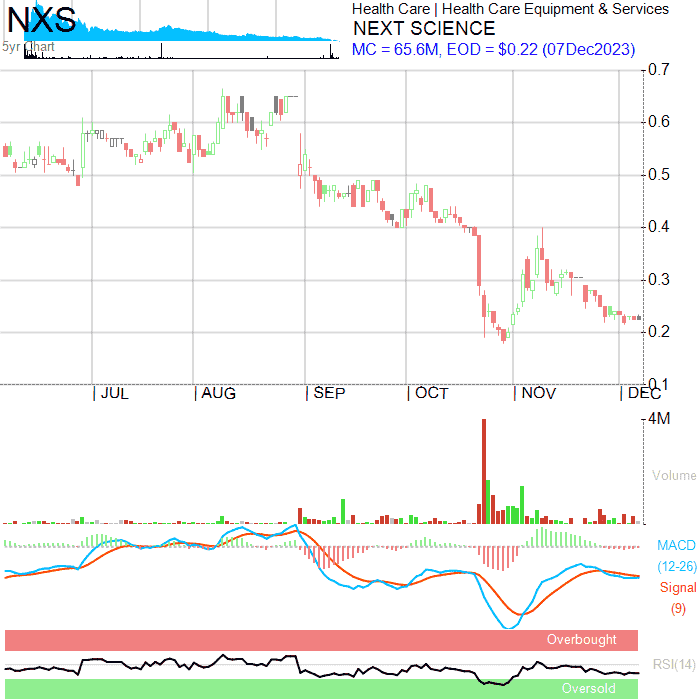 NXS
5yr Chart
Health Care | Health Care Equipment & Services
NEXT SCIENCE
MC = 65.6M, EOD = $0.22 (07Dec2023)
0.7
0.6
0.5
0.4
0.3
0.2
0.1
JUL AUG SEP OCT NOV DEC
4M
Volume
MACD
(12-26)
Signal
(9)
Overbought
RSI(14)
Oversold